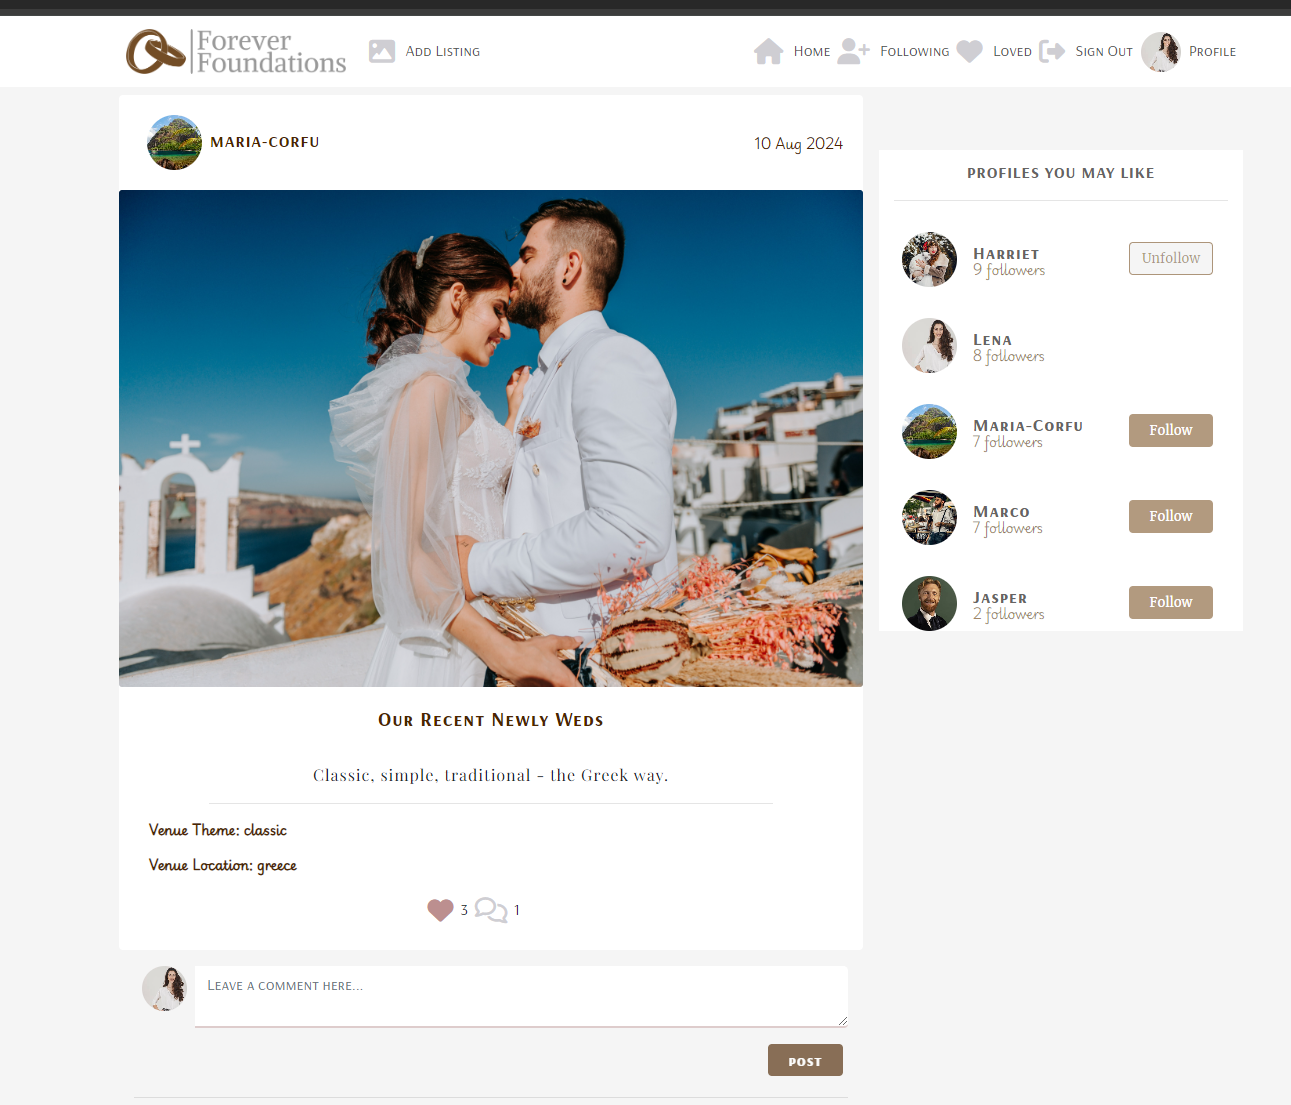 Forever
Foundations
Add Listing
Home
Following
Loved
Sign Out
Profile
MARIA-CORFU
10 Aug 2024
Our Recent Newly Weds
Classic, simple, traditional - the Greek way.
Venue Theme: classic
Venue Location: greece
3
1
Leave a comment here...
POST
PROFILES YOU MAY LIKE
Harriet
9 followers
Unfollow
Lena
8 followers
Maria-Corfu
7 followers
Follow
Marco
7 followers
Follow
Jasper
2 followers
Follow